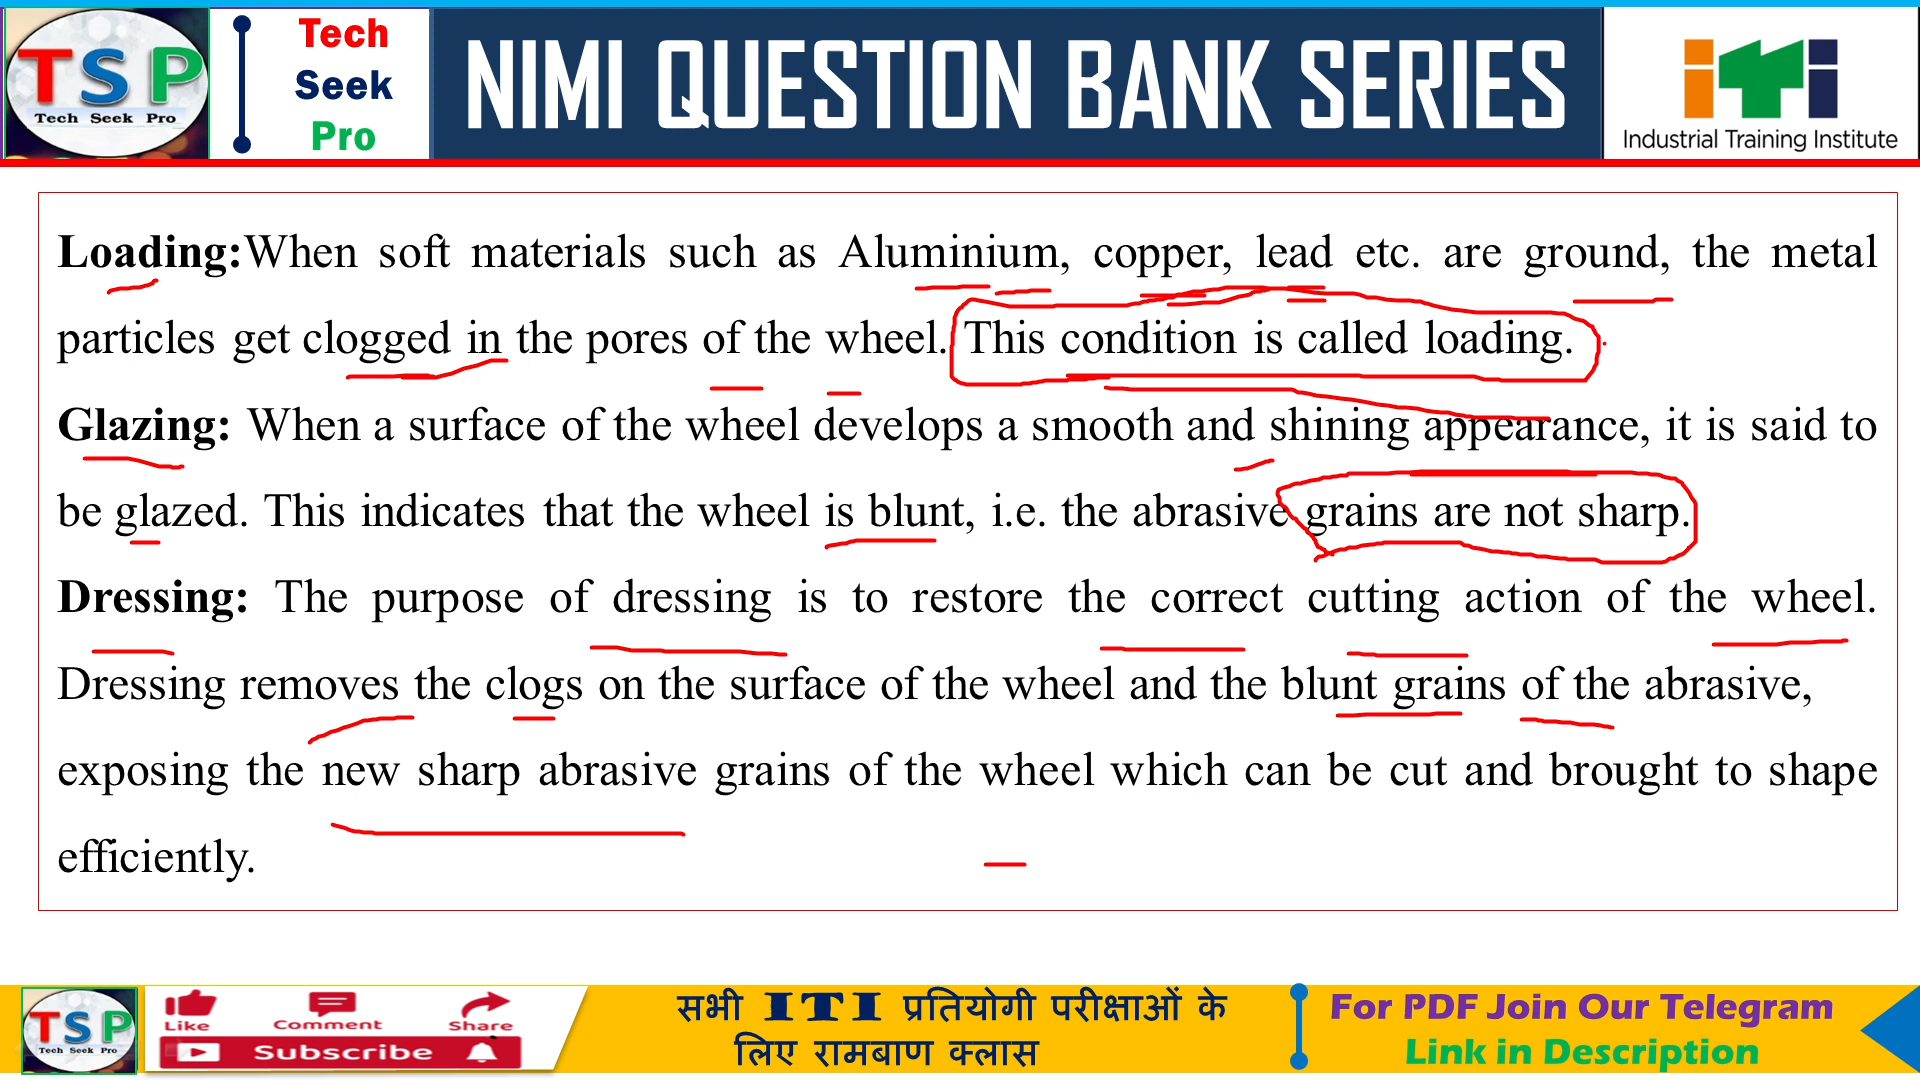 TSP
Tech Seek Pro
Tech
Seek
Pro
NIMI QUESTION BANK SERIES
iTi
Industrial Training Institute
Loading:When soft materials such as Aluminium, copper, lead etc. are ground, the metal
particles get clogged in the pores of the wheel. This condition is called loading.
Glazing: When a surface of the wheel develops a smooth and shining appearance, it is said to
be glazed. This indicates that the wheel is blunt, i.e. the abrasive grains are not sharp.
Dressing: The purpose of dressing is to restore the correct cutting action of the wheel.
Dressing removes the clogs on the surface of the wheel and the blunt grains of the abrasive,
exposing the new sharp abrasive grains of the wheel which can be cut and brought to shape
efficiently.
TSP
Tech Seek Pro
Like Comment Share
Subscribe
सभी ITI प्रतियोगी परीक्षाओं के
लिए रामबाण क्लास
For PDF Join Our Telegram
Link in Description